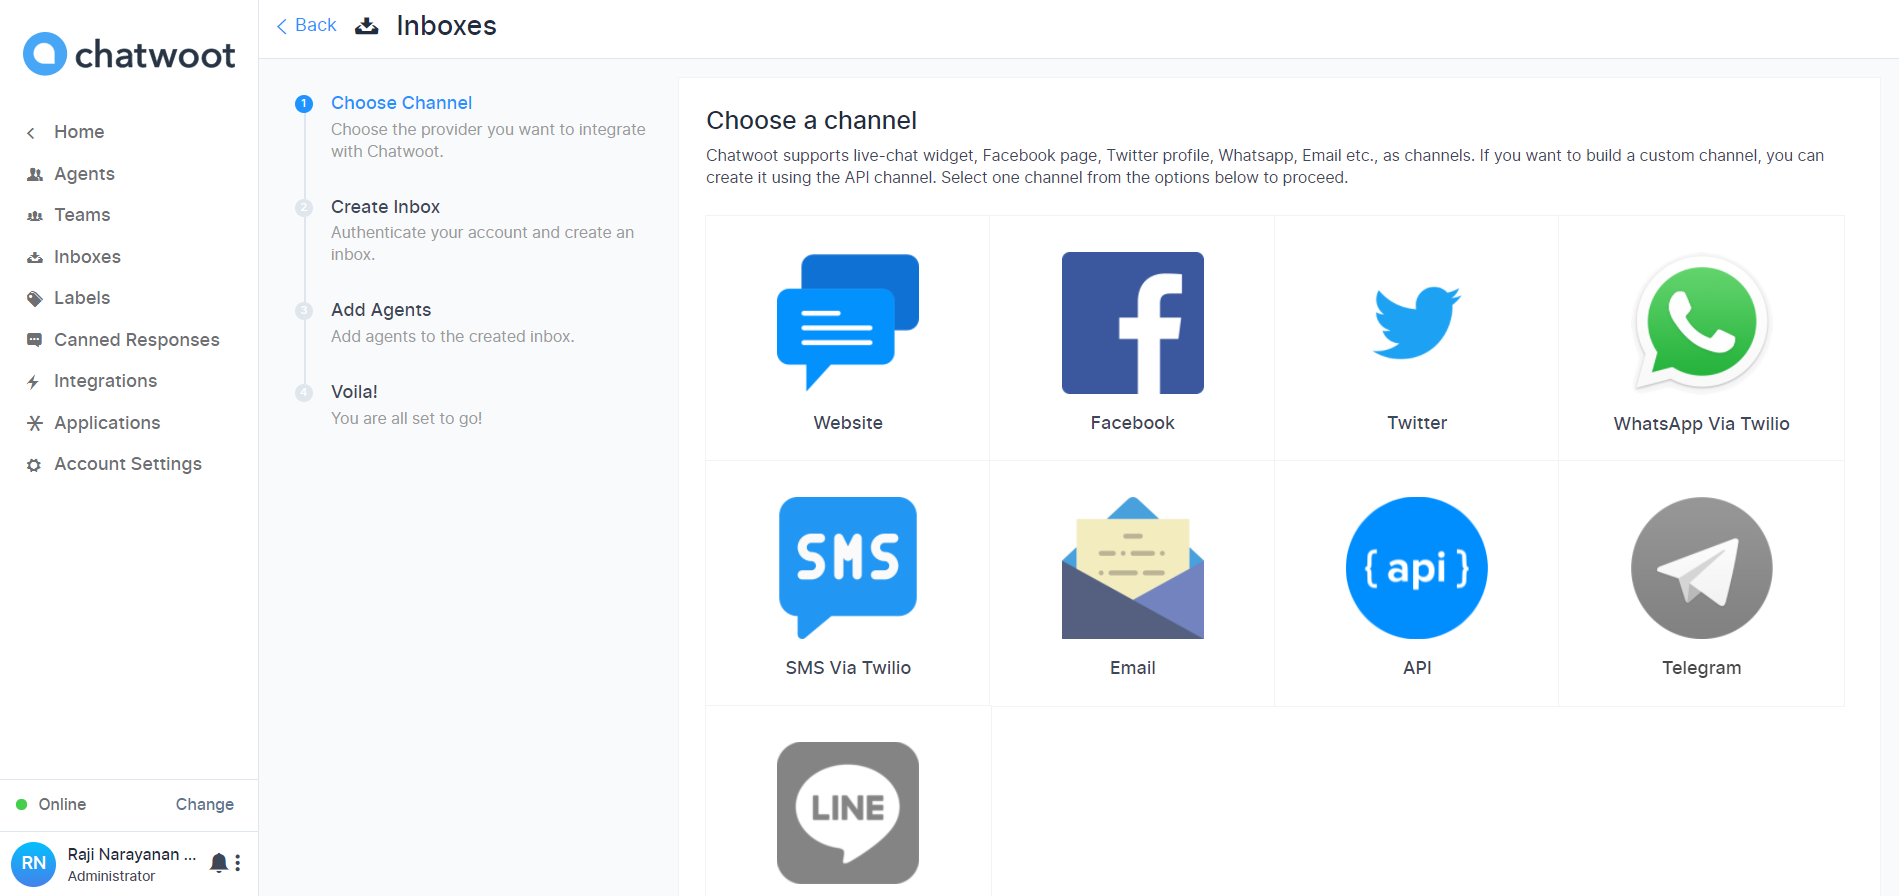 chatwoot
Home
Agents
Teams
Inboxes
Labels
Canned Responses
Integrations
Applications
Account Settings
Online
Change
RN
Raji Narayanan ...
Administrator
Back
Inboxes
1
Choose Channel
Choose the provider you want to integrate
with Chatwoot.
2
Create Inbox
Authenticate your account and create an
inbox.
3
Add Agents
Add agents to the created inbox.
4
Voila!
You are all set to go!
Choose a channel
Chatwoot supports live-chat widget, Facebook page, Twitter profile, Whatsapp, Email etc., as channels. If you want to build a custom channel, you can
create it using the API channel. Select one channel from the options below to proceed.
Website
Facebook
Twitter
WhatsApp Via Twilio
SMS
{ api }
SMS Via Twilio
Email
API
Telegram
LINE